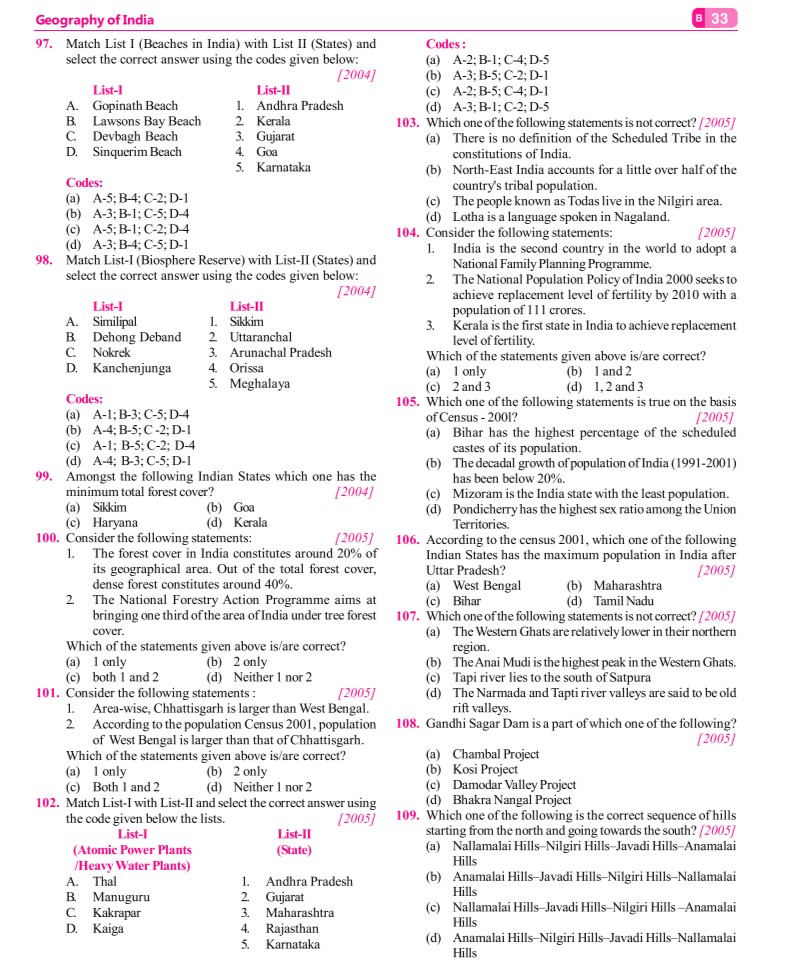 Geography of India
B 33
97. Match List I (Beaches in India) with List II (States) and
select the correct answer using the codes given below:
[2004]
List-I List-II
A. Gopinath Beach 1. Andhra Pradesh
B. Lawsons Bay Beach 2. Kerala
C. Devbagh Beach 3. Gujarat
D. Sinquerim Beach 4. Goa
5. Karnataka
Codes:
(a) A-5; B-4; C-2; D-1
(b) A-3; B-1; C-5; D-4
(c) A-5; B-1; C-2; D-4
(d) A-3; B-4; C-5; D-1
98. Match List-I (Biosphere Reserve) with List-II (States) and
select the correct answer using the codes given below:
[2004]
List-I List-II
A. Similipal 1. Sikkim
B. Dehong Deband 2. Uttaranchal
C. Nokrek 3. Arunachal Pradesh
D. Kanchenjunga 4. Orissa
5. Meghalaya
Codes:
(a) A-1; B-3; C-5; D-4
(b) A-4; B-5; C -2; D-1
(c) A-1; B-5; C-2; D-4
(d) A-4; B-3; C-5; D-1
99. Amongst the following Indian States which one has the
minimum total forest cover? [2004]
(a) Sikkim (b) Goa
(c) Haryana (d) Kerala
100. Consider the following statements: [2005]
1. The forest cover in India constitutes around 20% of
its geographical area. Out of the total forest cover,
dense forest constitutes around 40%.
2. The National Forestry Action Programme aims at
bringing one third of the area of India under tree forest
cover.
Which of the statements given above is/are correct?
(a) 1 only (b) 2 only
(c) both 1 and 2 (d) Neither 1 nor 2
101. Consider the following statements : [2005]
1. Area-wise, Chhattisgarh is larger than West Bengal.
2. According to the population Census 2001, population
of West Bengal is larger than that of Chhattisgarh.
Which of the statements given above is/are correct?
(a) 1 only (b) 2 only
(c) Both 1 and 2 (d) Neither 1 nor 2
102. Match List-I with List-II and select the correct answer using
the code given below the lists. [2005]
List-I List-II
(Atomic Power Plants (State)
/Heavy Water Plants)
A. Thal 1. Andhra Pradesh
B. Manuguru 2. Gujarat
C. Kakrapar 3. Maharashtra
D. Kaiga 4. Rajasthan
5. Karnataka
Codes :
(a) A-2; B-1; C-4; D-5
(b) A-3; B-5; C-2; D-1
(c) A-2; B-5; C-4; D-1
(d) A-3; B-1; C-2; D-5
103. Which one of the following statements is not correct? [2005]
(a) There is no definition of the Scheduled Tribe in the
constitutions of India.
(b) North-East India accounts for a little over half of the
country's tribal population.
(c) The people known as Todas live in the Nilgiri area.
(d) Lotha is a language spoken in Nagaland.
104. Consider the following statements: [2005]
1. India is the second country in the world to adopt a
National Family Planning Programme.
2. The National Population Policy of India 2000 seeks to
achieve replacement level of fertility by 2010 with a
population of 111 crores.
3. Kerala is the first state in India to achieve replacement
level of fertility.
Which of the statements given above is/are correct?
(a) 1 only (b) 1 and 2
(c) 2 and 3 (d) 1, 2 and 3
105. Which one of the following statements is true on the basis
of Census - 2001? [2005]
(a) Bihar has the highest percentage of the scheduled
castes of its population.
(b) The decadal growth of population of India (1991-2001)
has been below 20%.
(c) Mizoram is the India state with the least population.
(d) Pondicherry has the highest sex ratio among the Union
Territories.
106. According to the census 2001, which one of the following
Indian States has the maximum population in India after
Uttar Pradesh? [2005]
(a) West Bengal (b) Maharashtra
(c) Bihar (d) Tamil Nadu
107. Which one of the following statements is not correct? [2005]
(a) The Western Ghats are relatively lower in their northern
region.
(b) The Anai Mudi is the highest peak in the Western Ghats.
(c) Tapi river lies to the south of Satpura
(d) The Narmada and Tapti river valleys are said to be old
rift valleys.
108. Gandhi Sagar Dam is a part of which one of the following?
[2005]
(a) Chambal Project
(b) Kosi Project
(c) Damodar Valley Project
(d) Bhakra Nangal Project
109. Which one of the following is the correct sequence of hills
starting from the north and going towards the south? [2005]
(a) Nallamalai Hills–Nilgiri Hills–Javadi Hills–Anamalai
Hills
(b) Anamalai Hills–Javadi Hills–Nilgiri Hills–Nallamalai
Hills
(c) Nallamalai Hills–Javadi Hills–Nilgiri Hills –Anamalai
Hills
(d) Anamalai Hills–Nilgiri Hills–Javadi Hills–Nallamalai
Hills